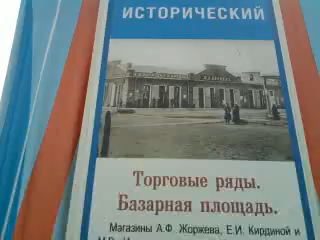 ИСТОРИЧЕСКИЙ
Торговые ряды.
Базарная площадь.
Магазины А.Ф. Жоржева, Е.И. Кирдиной и